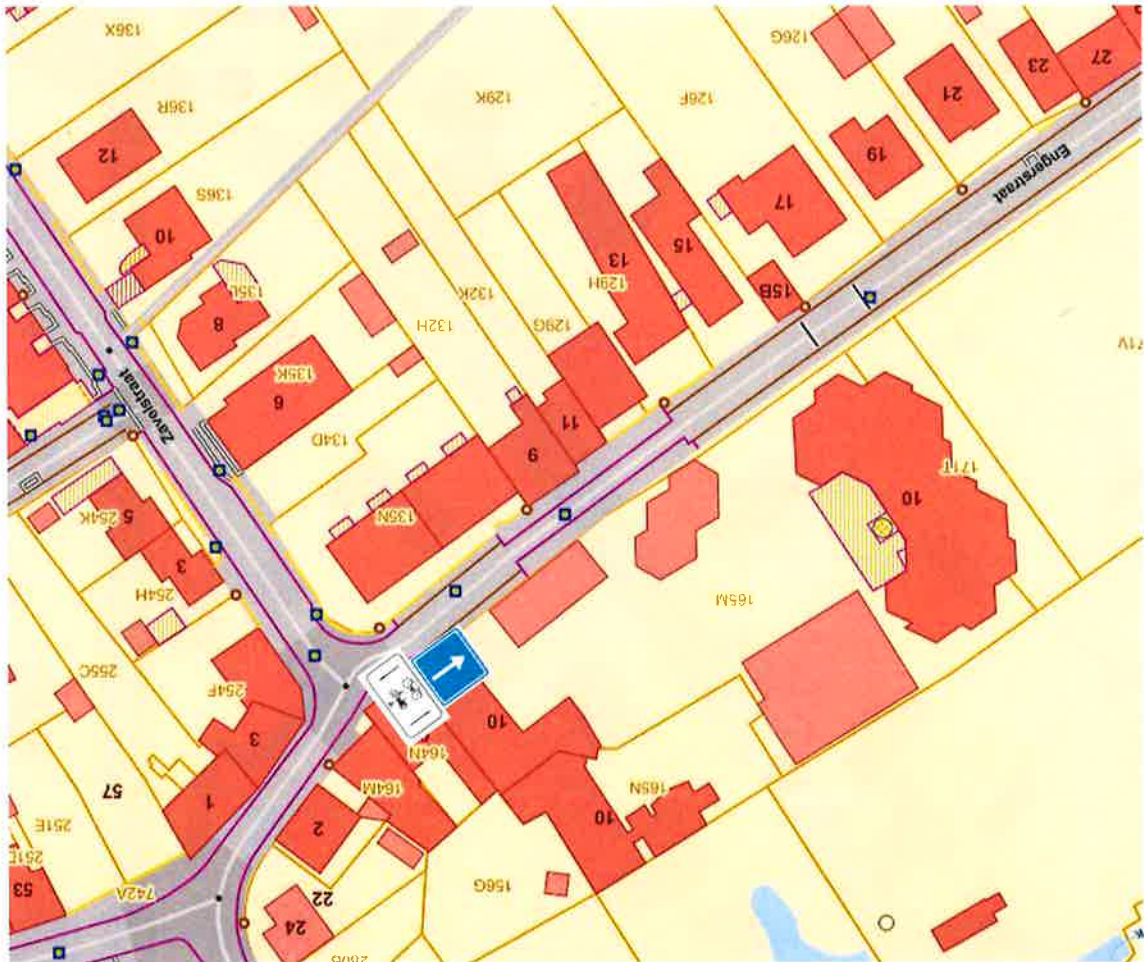 24
22
156G
742A
53
251E
57
1
2
164M
10
165N
3
254F
164N
10
255C
254H
3
165M
5
254K
135N
10
171T
9
11
134D
6
135K
Zavelstraat
8
135L
132H
129G
132K
129H
13
15
15B
10
136S
17
12
136R
129K
126F
19
21
Engerstraat
136X
126G
23
27